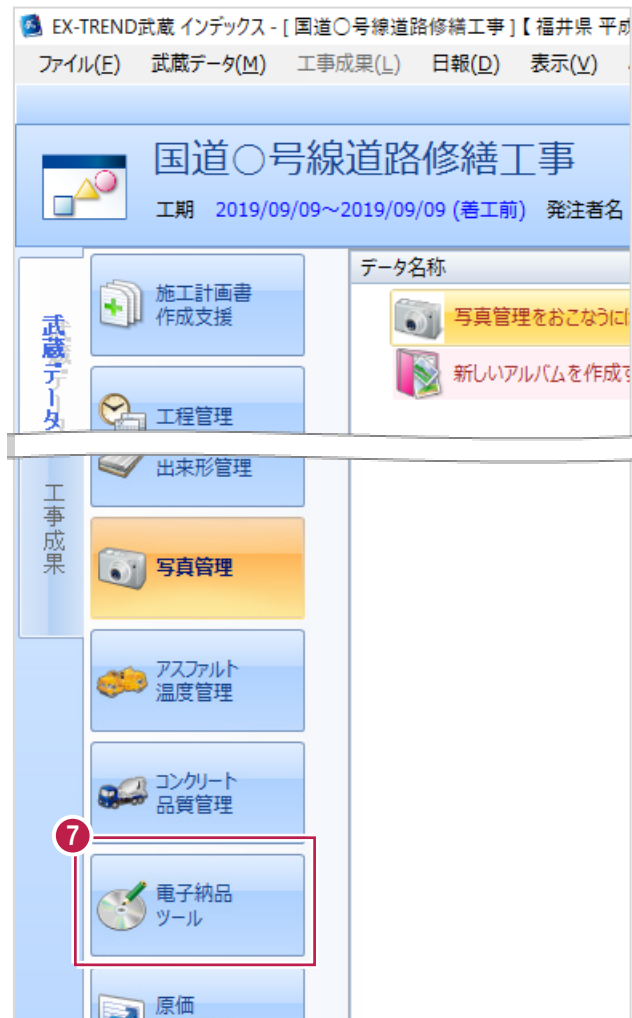 EX-TREND武蔵 インデックス - [ 国道○号線道路修繕工事 ]【 福井県 平成
ファイル(F) 武蔵データ(M) 工事成果(L) 日報(D) 表示(V)
国道○号線道路修繕工事
工期 2019/09/09～2019/09/09 (着工前) 発注者名
武蔵データ
工事成果
施工計画書
作成支援
工程管理
出来形管理
写真管理
アスファルト
温度管理
コンクリート
品質管理
7
電子納品
ツール
原価
データ名称
写真管理をおこなうには
新しいアルバムを作成す